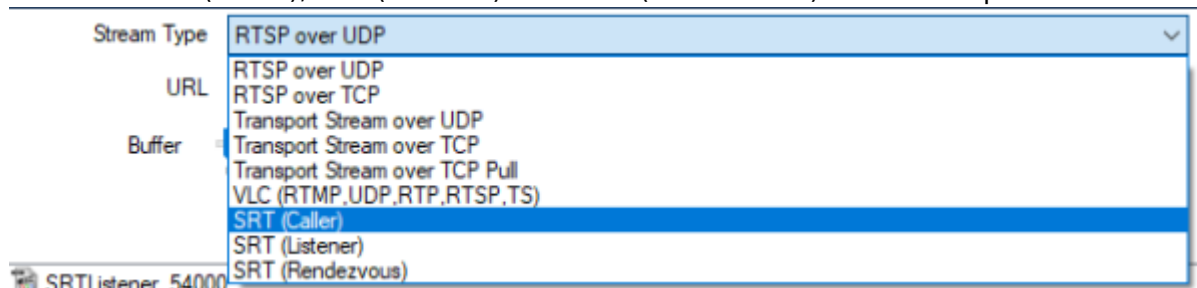 Stream Type RTSP over UDP
RTSP over UDP
URL RTSP over TCP
Transport Stream over UDP
Buffer Transport Stream over TCP
Transport Stream over TCP Pull
VLC (RTMP,UDP,RTP,RTSP,TS)
SRT (Caller)
SRT (Listener)
SRT (Rendezvous)
SRTListener_54000